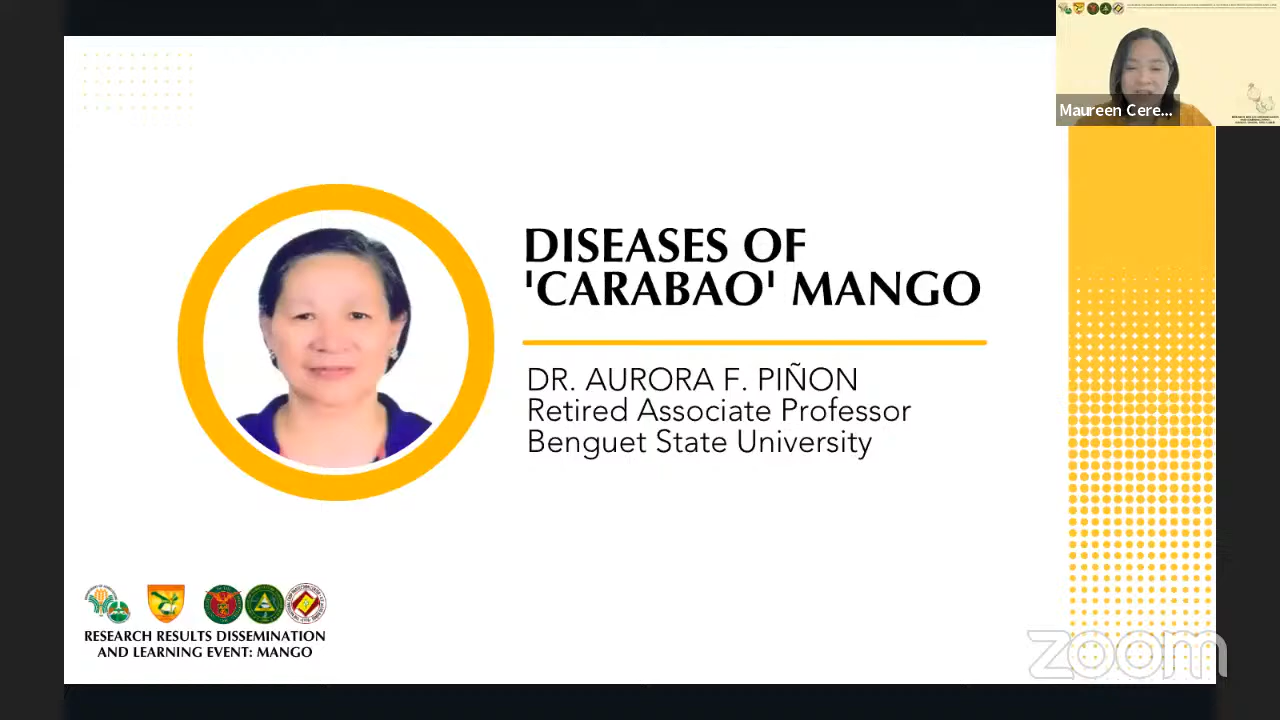 Maureen Cere...
DISEASES OF
'CARABAO' MANGO
DR. AURORA F. PIÑON
Retired Associate Professor
Benguet State University
RESEARCH RESULTS DISSEMINATION
AND LEARNING EVENT: MANGO
zoom